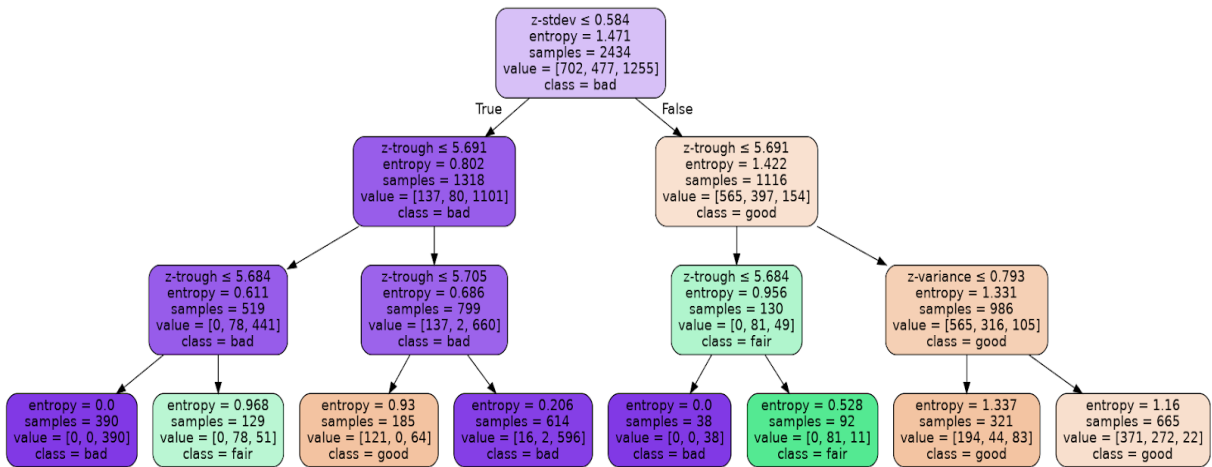 z-stdev ≤ 0.584
entropy = 1.471
samples = 2434
value = [702, 477, 1255]
class = bad
True
False
z-trough ≤ 5.691
entropy = 0.802
samples = 1318
value = [137, 80, 1101]
class = bad
z-trough ≤ 5.691
entropy = 1.422
samples = 1116
value = [565, 397, 154]
class = good
z-trough ≤ 5.684
entropy = 0.611
samples = 519
value = [0, 78, 441]
class = bad
z-trough ≤ 5.705
entropy = 0.686
samples = 799
value = [137, 2, 660]
class = bad
z-trough ≤ 5.684
entropy = 0.956
samples = 130
value = [0, 81, 49]
class = fair
z-variance ≤ 0.793
entropy = 1.331
samples = 986
value = [565, 316, 105]
class = good
entropy = 0.0
samples = 390
value = [0, 0, 390]
class = bad
entropy = 0.968
samples = 129
value = [0, 78, 51]
class = fair
entropy = 0.93
samples = 185
value = [121, 0, 64]
class = good
entropy = 0.206
samples = 614
value = [16, 2, 596]
class = bad
entropy = 0.0
samples = 38
value = [0, 0, 38]
class = bad
entropy = 0.528
samples = 92
value = [0, 81, 11]
class = fair
entropy = 1.337
samples = 321
value = [194, 44, 83]
class = good
entropy = 1.16
samples = 665
value = [371, 272, 22]
class = good